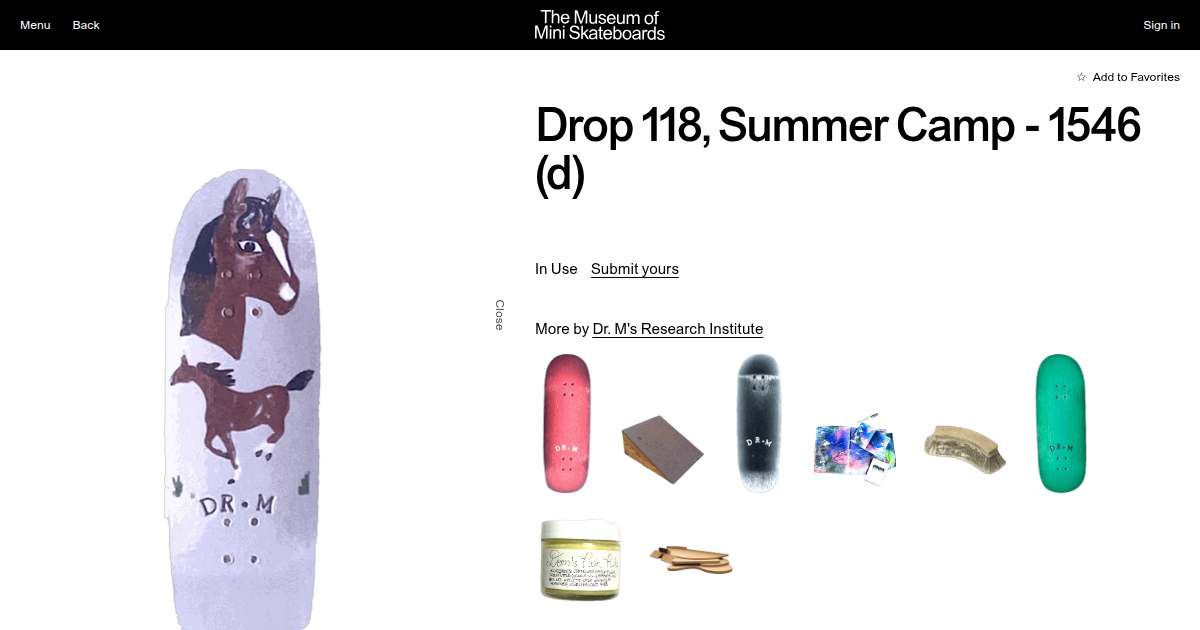 Menu Back
The Museum of
Mini Skateboards
Sign in
☆ Add to Favorites
Drop 118, Summer Camp - 1546
(d)
In Use Submit yours
Close
More by Dr. M's Research Institute
DR•M
DR•M
DR•M
DR•M